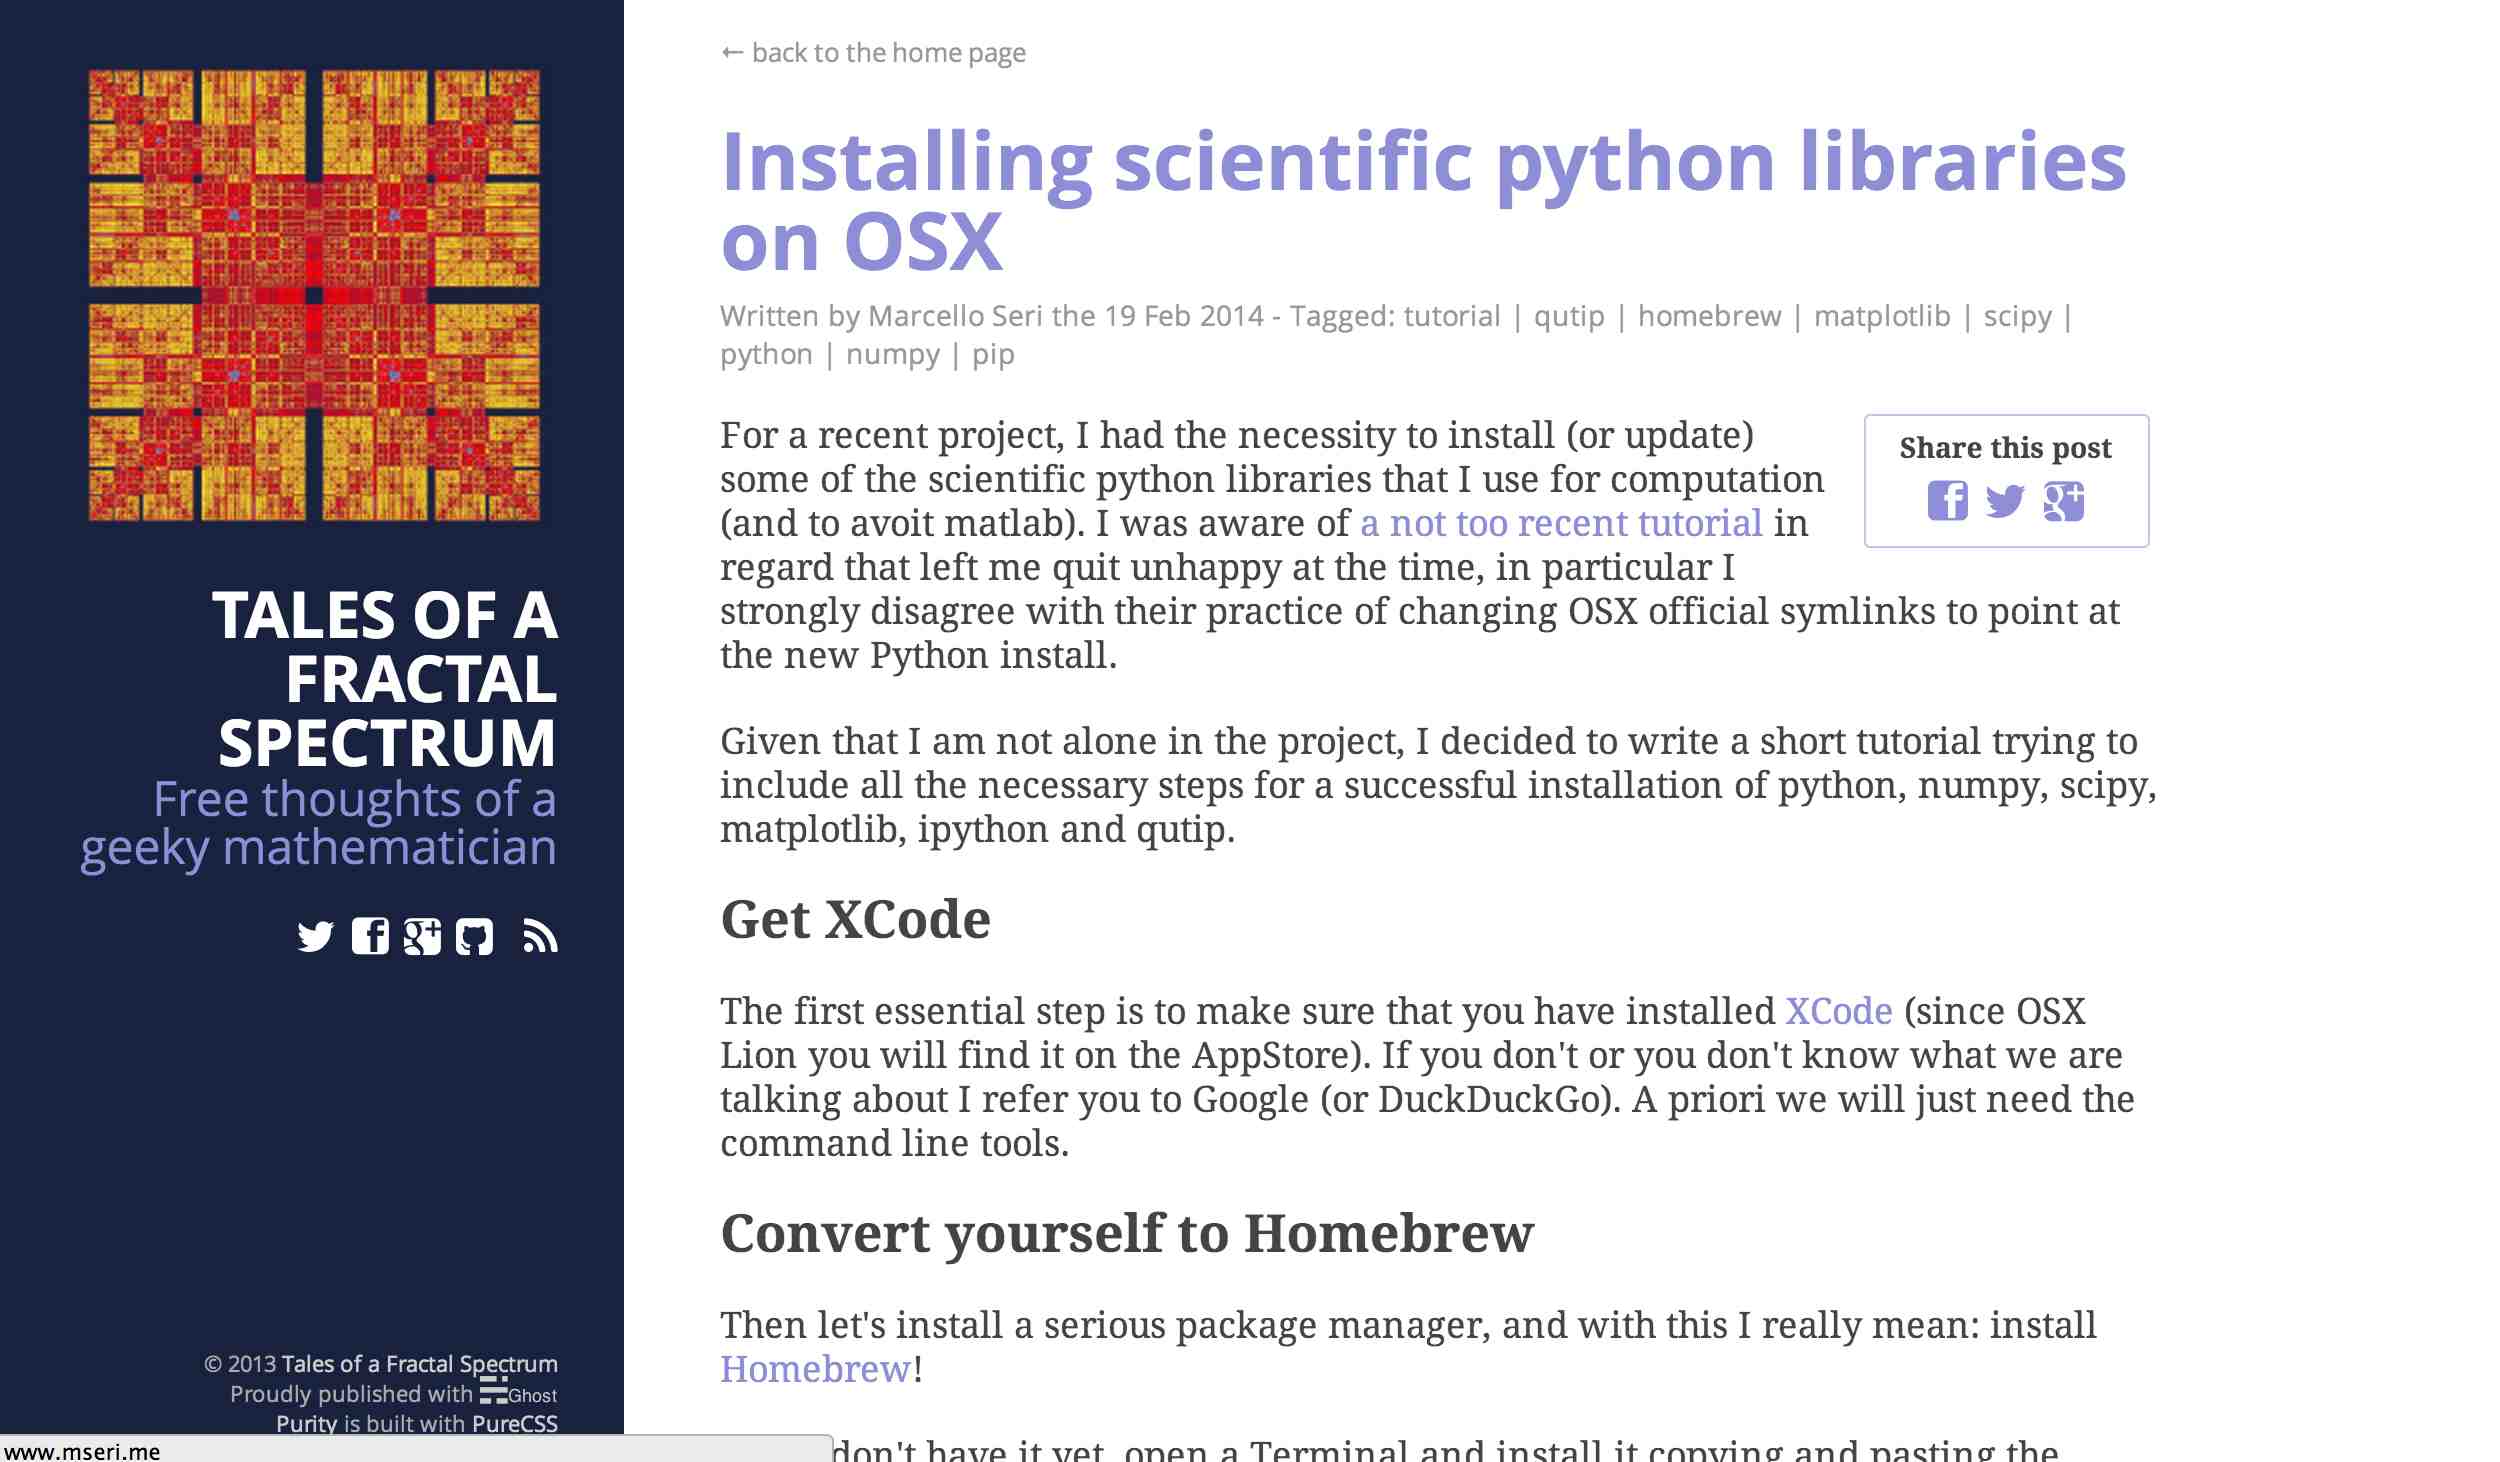 ← back to the home page
Installing scientific python libraries
on OSX
Written by Marcello Seri the 19 Feb 2014 - Tagged: tutorial | qutip | homebrew | matplotlib | scipy |
python | numpy | pip
For a recent project, I had the necessity to install (or update)
some of the scientific python libraries that I use for computation
(and to avoit matlab). I was aware of a not too recent tutorial in
regard that left me quit unhappy at the time, in particular I
strongly disagree with their practice of changing OSX official symlinks to point at
the new Python install.
Share this post
Given that I am not alone in the project, I decided to write a short tutorial trying to
include all the necessary steps for a successful installation of python, numpy, scipy,
matplotlib, ipython and qutip.
Get XCode
The first essential step is to make sure that you have installed XCode (since OSX
Lion you will find it on the AppStore). If you don't or you don't know what we are
talking about I refer you to Google (or DuckDuckGo). A priori we will just need the
command line tools.
Convert yourself to Homebrew
Then let's install a serious package manager, and with this I really mean: install
Homebrew!
don't have it yet, open a Terminal and install it copying and pasting the
TALES OF A
FRACTAL
SPECTRUM
Free thoughts of a
geeky mathematician
© 2013 Tales of a Fractal Spectrum
Proudly published with Ghost
Purity is built with PureCSS
www.mseri.me